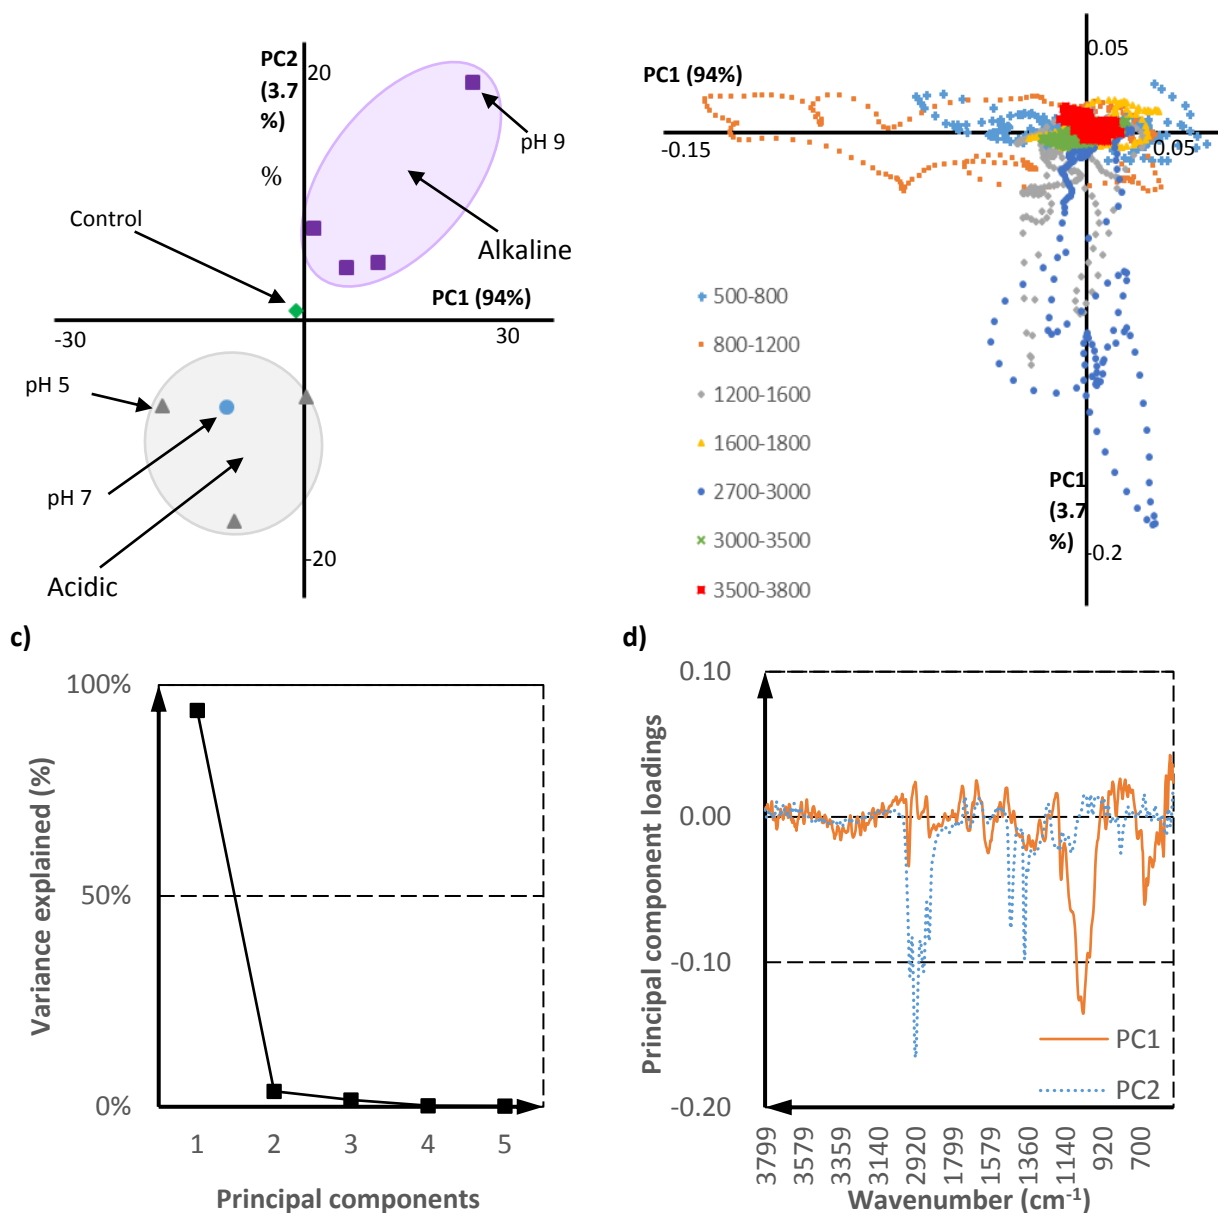 PC2
(3.7
%)
%
20
pH 9
Control
Alkaline
PC1 (94%)
-30
30
pH 5
pH 7
Acidic
-20
0.05
PC1 (94%)
-0.15
0.05
500-800
800-1200
1200-1600
1600-1800
2700-3000
3000-3500
3500-3800
PC1
(3.7
%)
-0.2
c)
100%
50%
0%
Variance explained (%)
1 2 3 4 5
Principal components
d)
0.10
0.00
-0.10
-0.20
Principal component loadings
PC1
PC2
3799 3579 3359 3140 2920 1799 1579 1360 1140 920 700
Wavenumber (cm⁻¹)